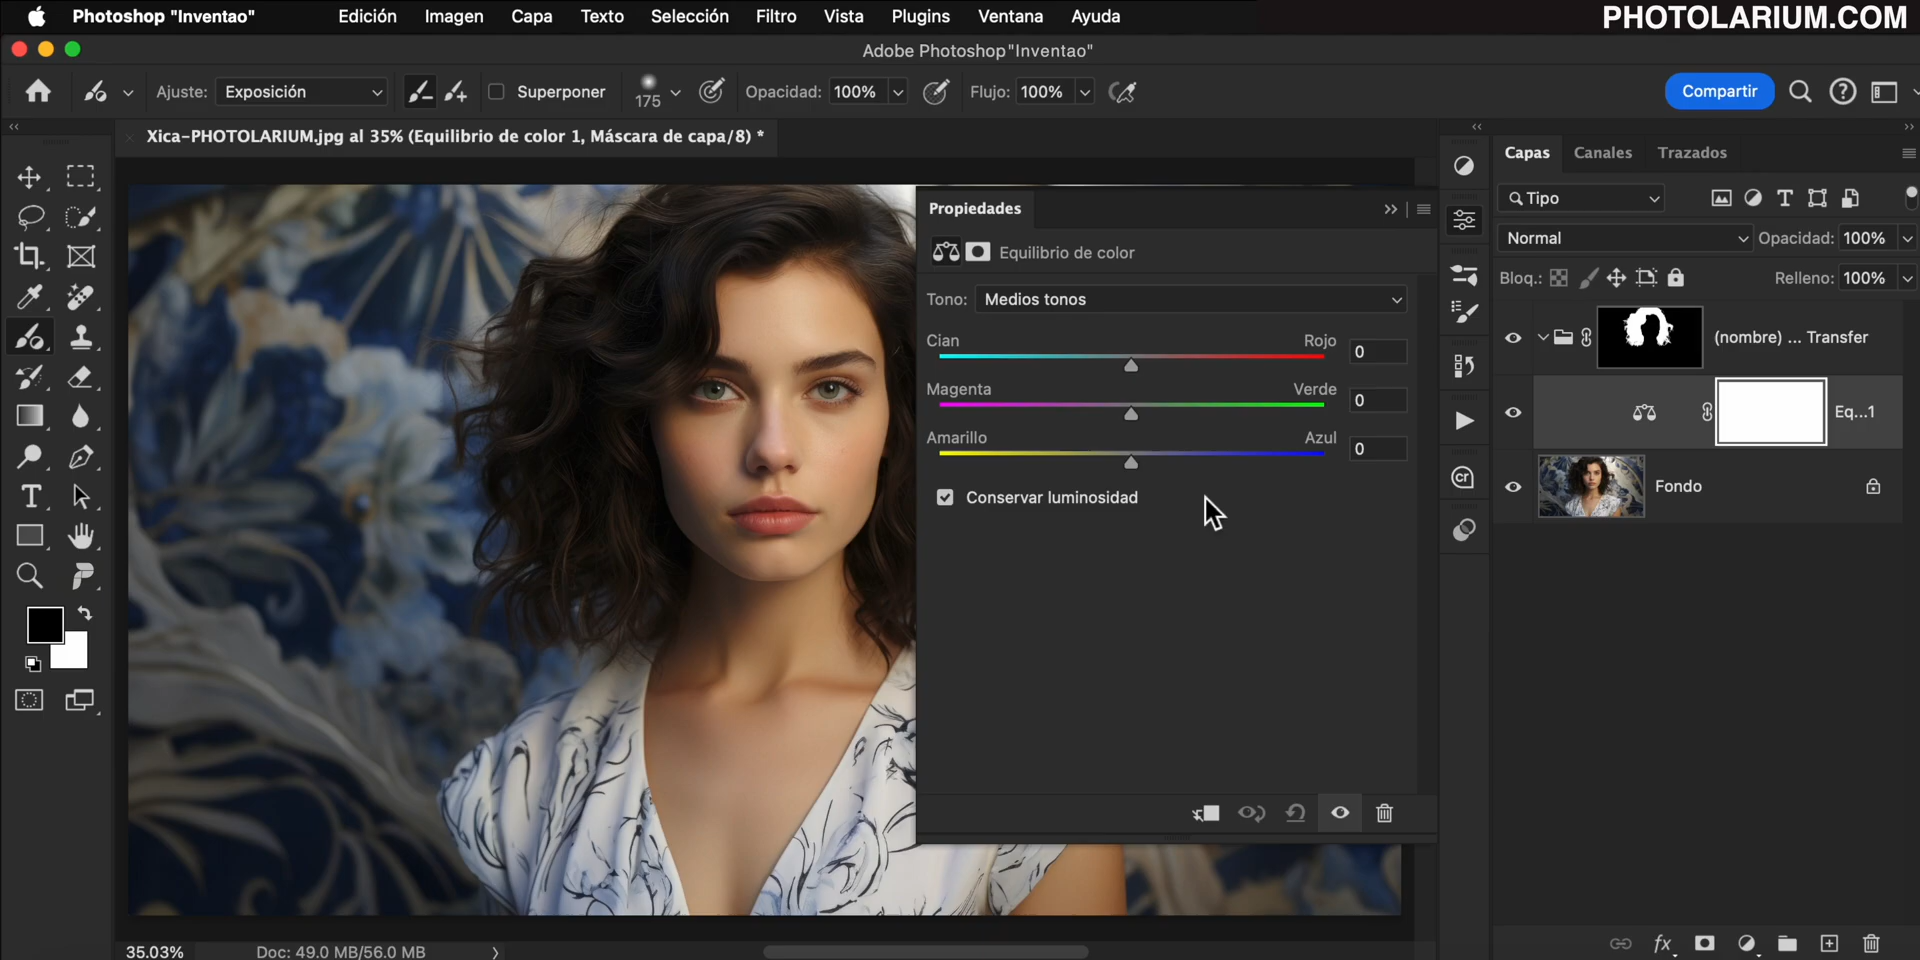 Photoshop "Inventao" Edición Imagen Capa Texto Selección Filtro Vista Plugins Ventana Ayuda
PHOTOLARIUM.COM
Adobe Photoshop"Inventao"
Ajuste: Exposición Superponer 175 Opacidad: 100% Flujo: 100% Compartir
Xica-PHOTOLARIUM.jpg al 35% (Equilibrio de color 1, Máscara de capa/8) *
Propiedades
Equilibrio de color
Tono: Medios tonos
Cian Rojo 0
Magenta Verde 0
Amarillo Azul 0
Conservar luminosidad
Capas Canales Trazados
Tipo
Normal Opacidad: 100%
Bloq.: Relleno: 100%
(nombre) ... Transfer
Eq...1
Fondo
35.03% Doc: 49.0 MB/56.0 MB